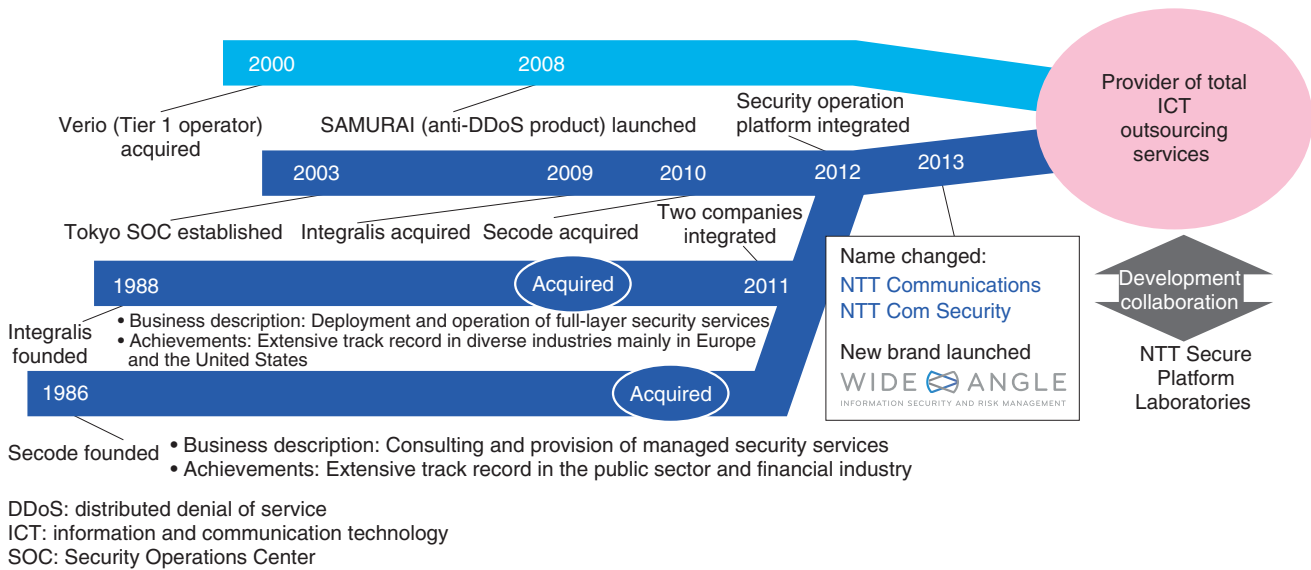 2000
2008
Verio (Tier 1 operator)
acquired
SAMURAI (anti-DDoS product) launched
Security operation
platform integrated
Provider of total
ICT
outsourcing
services
2003
2009
2010
2012
2013
Tokyo SOC established
Integralis acquired
Secode acquired
Two companies
integrated
1988
Acquired
2011
Integralis
founded
• Business description: Deployment and operation of full-layer security services
• Achievements: Extensive track record in diverse industries mainly in Europe
and the United States
1986
Acquired
Secode founded
• Business description: Consulting and provision of managed security services
• Achievements: Extensive track record in the public sector and financial industry
Name changed:
NTT Communications
NTT Com Security
New brand launched
WIDE ANGLE
INFORMATION SECURITY AND RISK MANAGEMENT
Development
collaboration
NTT Secure
Platform
Laboratories
DDoS: distributed denial of service
ICT: information and communication technology
SOC: Security Operations Center